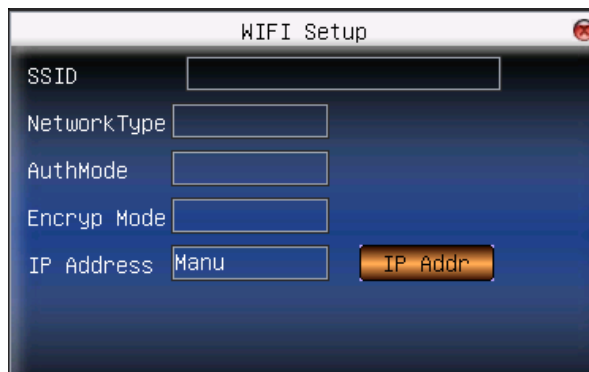 WIFI Setup
SSID
NetworkType
AuthMode
Encryp Mode
IP Address Manu IP Addr